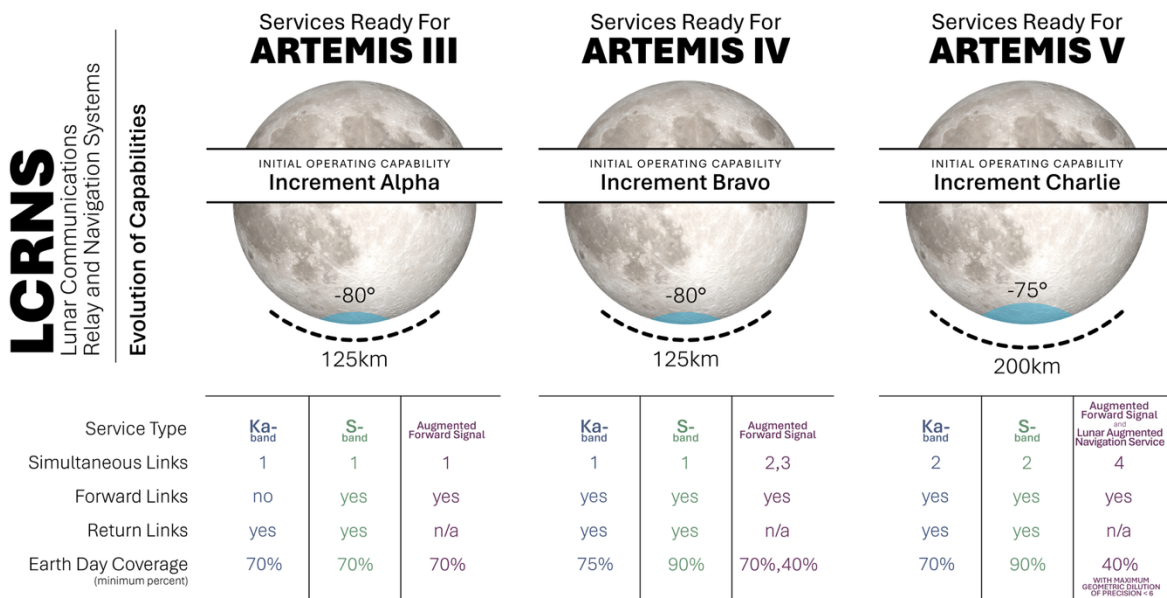 LCRNS
Lunar Communications
Relay and Navigation Systems
Evolution of Capabilities
Services Ready For
ARTEMIS III
INITIAL OPERATING CAPABILITY
Increment Alpha
-80°
125km
Services Ready For
ARTEMIS IV
INITIAL OPERATING CAPABILITY
Increment Bravo
-80°
125km
Services Ready For
ARTEMIS V
INITIAL OPERATING CAPABILITY
Increment Charlie
-75°
200km
Service Type Ka-band S-band Augmented Forward Signal Ka-band S-band Augmented Forward Signal Ka-band S-band Augmented Forward Signal and Lunar Augmented Navigation Service
Simultaneous Links 1 1 1 1 1 2,3 2 2 4
Forward Links no yes yes yes yes yes yes yes yes
Return Links yes yes n/a yes yes n/a yes yes n/a
Earth Day Coverage 70% 70% 70% 75% 90% 70%,40% 70% 90% 40%
(minimum percent) WITH MAXIMUM GEOMETRIC DILUTION OF PRECISION < 6